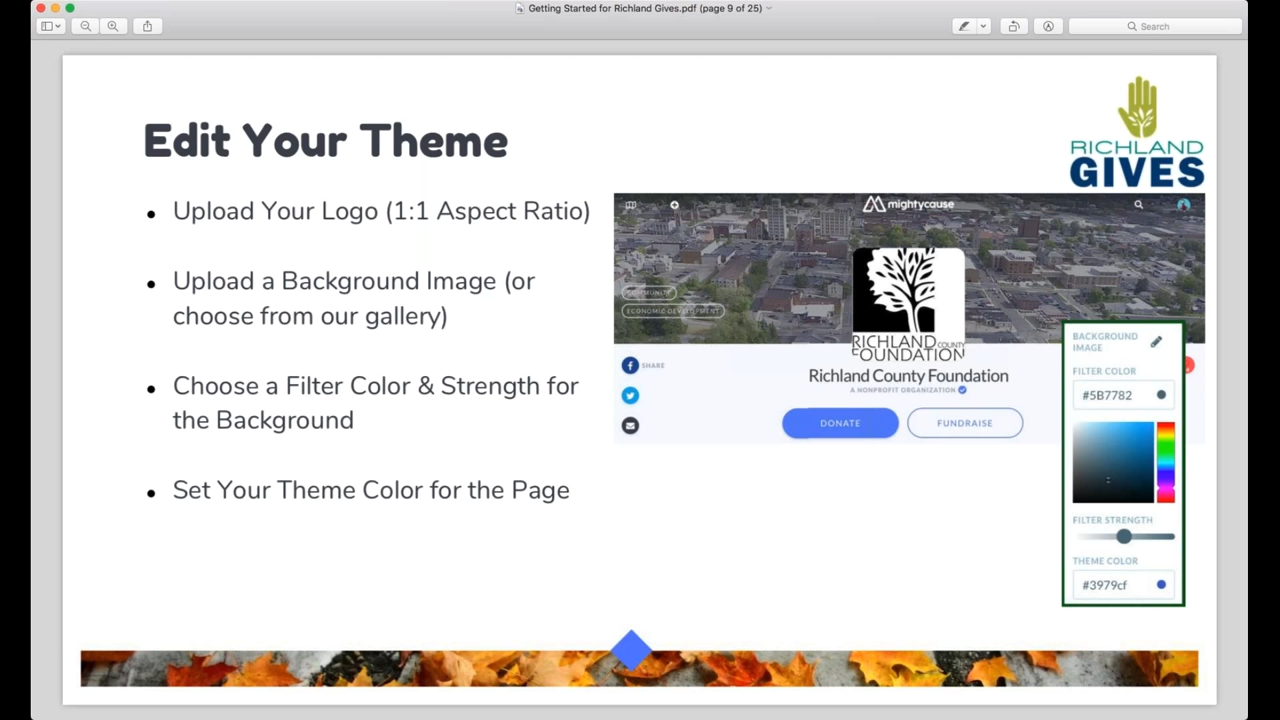 Getting Started for Richland Gives.pdf (page 9 of 25)
Search
Edit Your Theme
RICHLAND
GIVES
• Upload Your Logo (1:1 Aspect Ratio)
• Upload a Background Image (or
choose from our gallery)
• Choose a Filter Color & Strength for
the Background
• Set Your Theme Color for the Page
mightycause
COMMUNITY
ECONOMIC DEVELOPMENT
RICHLAND COUNTY
FOUNDATION
SHARE
Richland County Foundation
A NONPROFIT ORGANIZATION
DONATE
FUNDRAISE
BACKGROUND
IMAGE
FILTER COLOR
#5B7782
FILTER STRENGTH
THEME COLOR
#3979cf